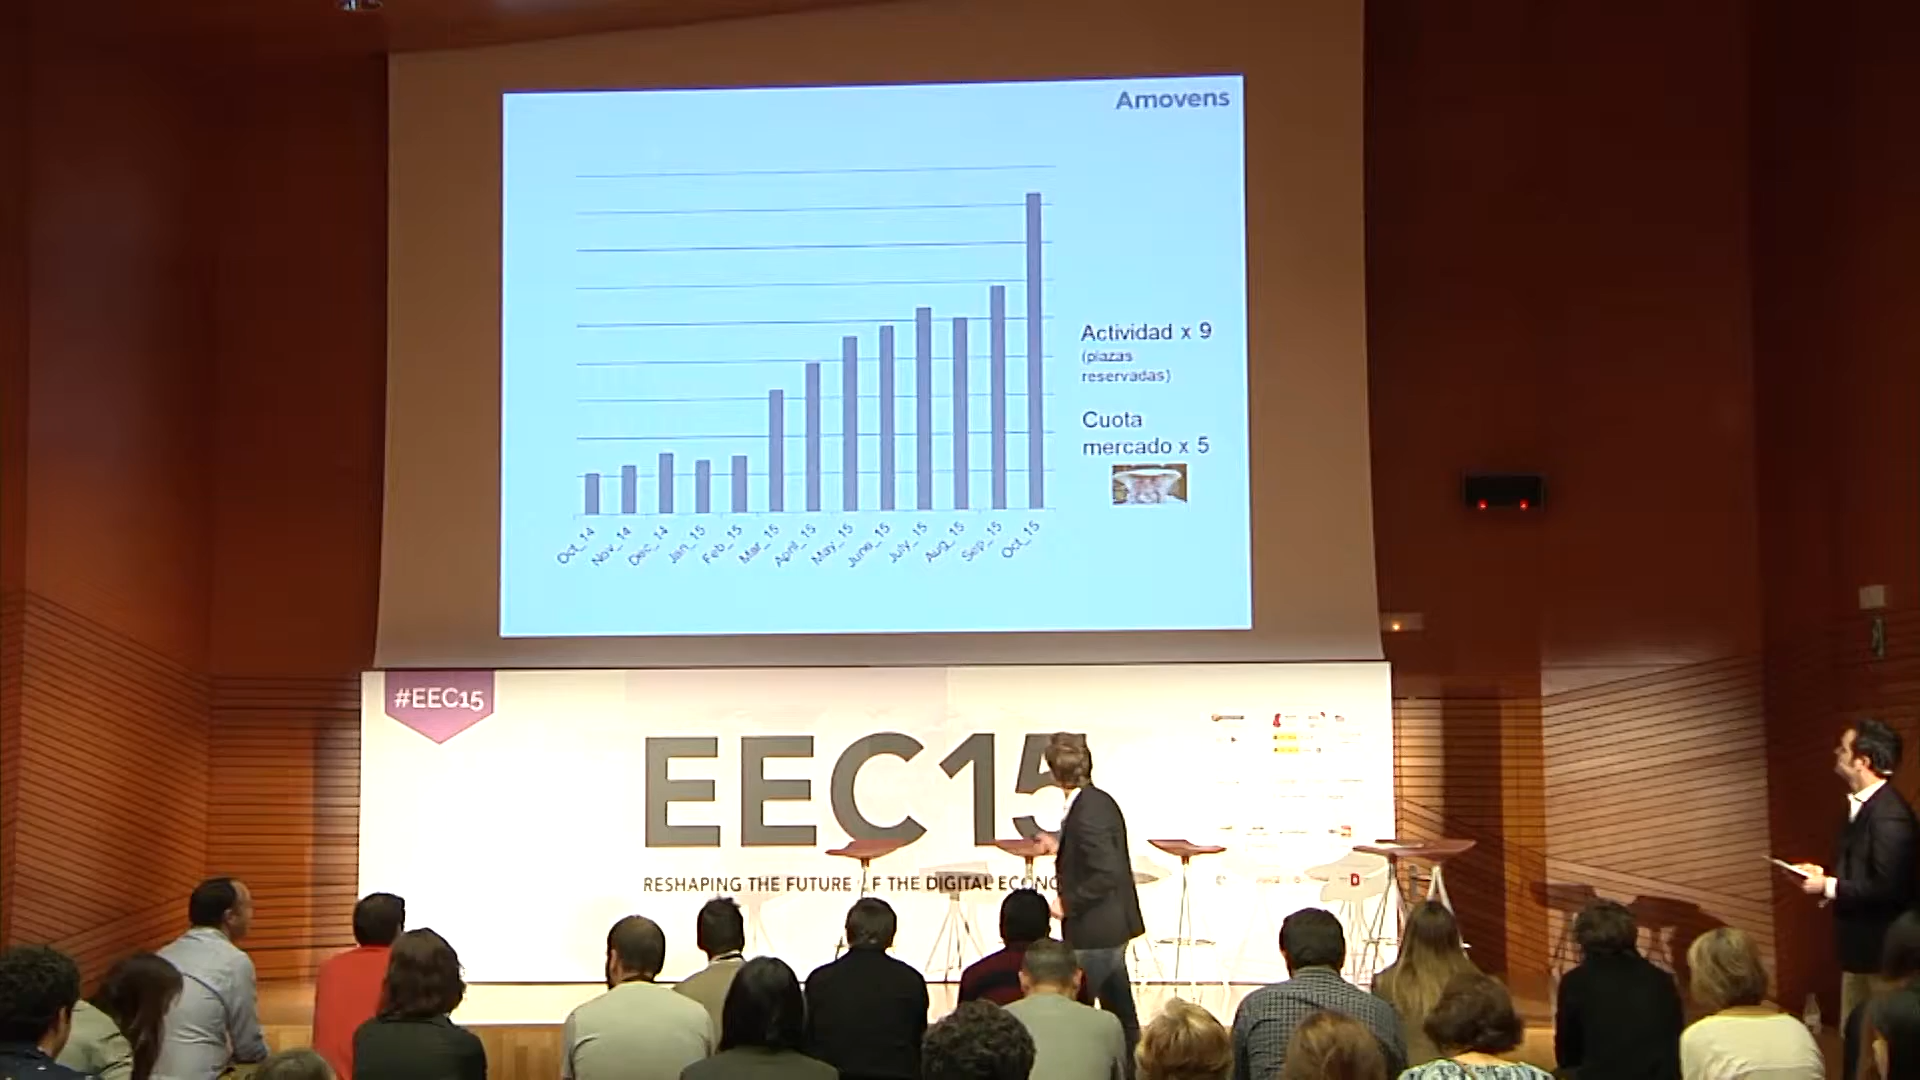 Amovens
Actividad x 9
(plazas
reservadas)
Cuota
mercado x 5
Oct_14
Nov_14
Dec_14
Jan_15
Feb_15
Mar_15
April_15
May_15
June_15
July_15
Aug_15
Sep_15
Oct_15
#EEC15
EEC15
RESHAPING THE FUTURE F THE DIGITAL ECONO